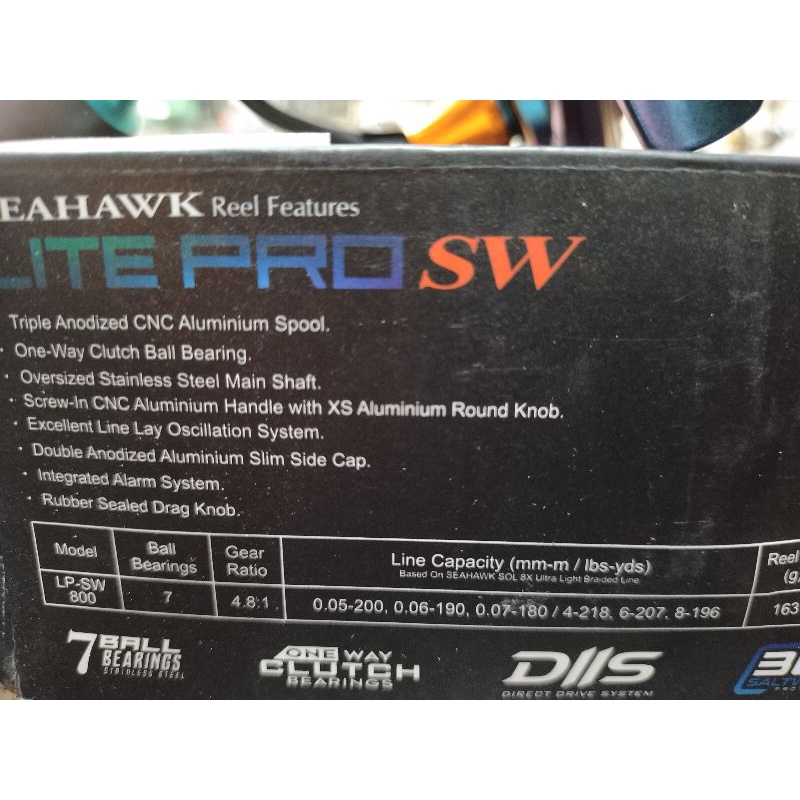 EAHAWK Reel Features
LITE PRO SW
Triple Anodized CNC Aluminium Spool.
· One-Way Clutch Ball Bearing.
· Oversized Stainless Steel Main Shaft.
· Screw-In CNC Aluminium Handle with XS Aluminium Round Knob.
· Excellent Line Lay Oscillation System.
· Double Anodized Aluminium Slim Side Cap.
· Integrated Alarm System.
· Rubber Sealed Drag Knob.
Model Ball Bearings Gear Ratio Line Capacity (mm-m / lbs-yds) Reel
Based On SEAHAWK SOL 8X Ultra Light Braided Line (g
LP-SW 800 7 4.8:1 0.05-200, 0.06-190, 0.07-180 / 4-218, 6-207, 8-196 163
7 BALL BEARINGS
STAINLESS STEEL
ONE WAY
CLUTCH
BEARINGS
DIIS
DIRECT DRIVE SYSTEM